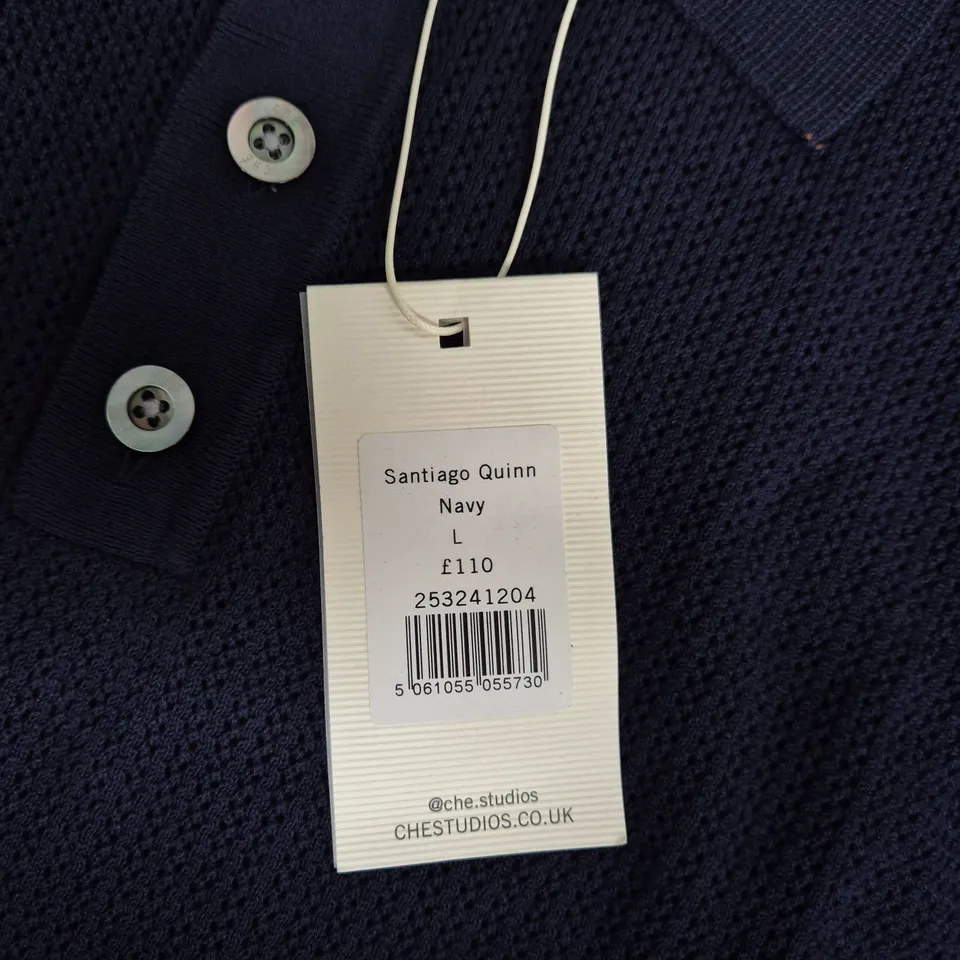 Santiago Quinn
Navy
L
£110
253241204
5 061055 055730
@che.studios
CHESTUDIOS.CO.UK